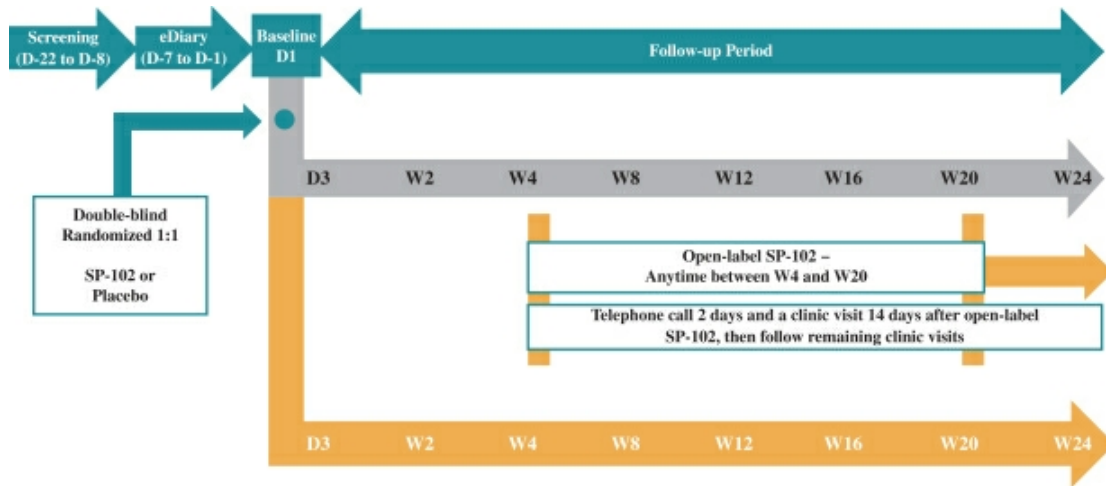 Screening
(D-22 to D-8)
eDiary
(D-7 to D-1)
Baseline
D1
Follow-up Period
D3 W2 W4 W8 W12 W16 W20 W24
Double-blind
Randomized 1:1
SP-102 or
Placebo
Open-label SP-102 –
Anytime between W4 and W20
Telephone call 2 days and a clinic visit 14 days after open-label
SP-102, then follow remaining clinic visits
D3 W2 W4 W8 W12 W16 W20 W24